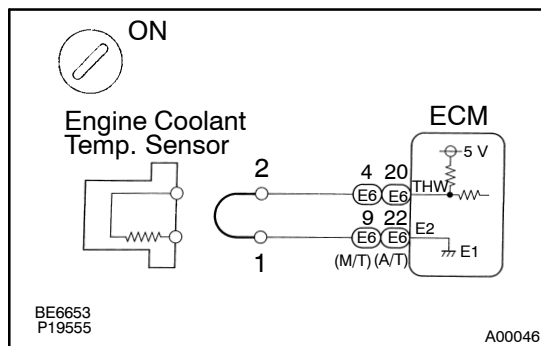 ON
Engine Coolant
Temp. Sensor
ECM
5 V
2
4 20
E6 E6
THW
9 22
E6 E6
E2
1
(M/T) (A/T)
E1
BE6653
P19555
A00046